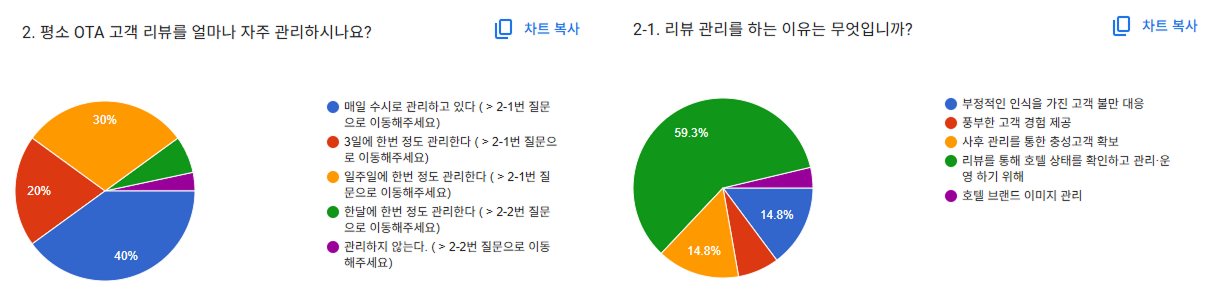 2. 평소 OTA 고객 리뷰를 얼마나 자주 관리하시나요?
차트 복사
40%
20%
30%
매일 수시로 관리하고 있다 ( > 2-1번 질문
으로 이동해주세요)
3일에 한번 정도 관리한다 ( > 2-1번 질문으
로 이동해주세요)
일주일에 한번 정도 관리한다 ( > 2-1번 질
문으로 이동해주세요)
한달에 한번 정도 관리한다 ( > 2-2번 질문
으로 이동해주세요)
관리하지 않는다. ( > 2-2번 질문으로 이동
해주세요)
2-1. 리뷰 관리를 하는 이유는 무엇입니까?
차트 복사
59.3%
14.8%
14.8%
부정적인 인식을 가진 고객 불만 대응
풍부한 고객 경험 제공
사후 관리를 통한 충성고객 확보
리뷰를 통해 호텔 상태를 확인하고 관리·운
영 하기 위해
호텔 브랜드 이미지 관리